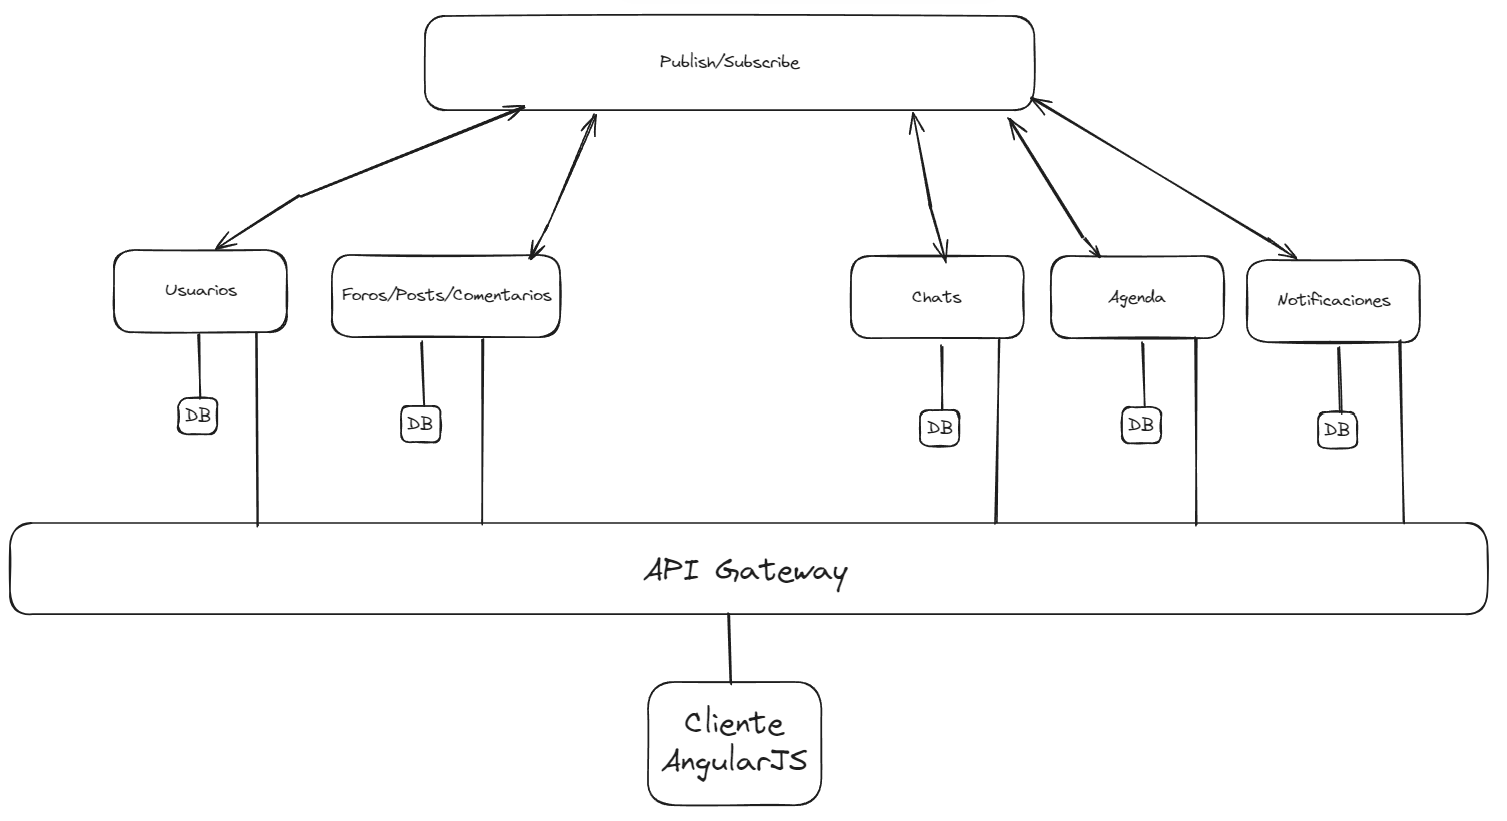 Publish/Subscribe
Usuarios
Foros/Posts/Comentarios
Chats
Agenda
Notificaciones
DB
DB
DB
DB
DB
API Gateway
Cliente
AngularJS